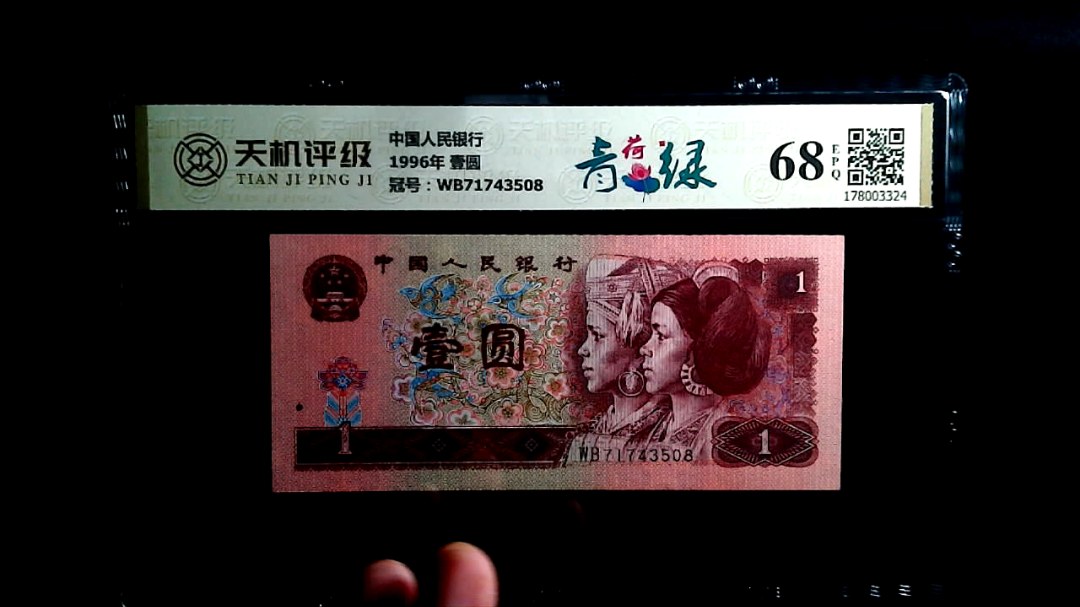 天机评级
TIAN JI PING JI
中国人民银行
1996年 壹圆
冠号：WB71743508
青荷绿
68
EPQ
178003324
中国人民银行
1
壹圆
1
WB71743508
1